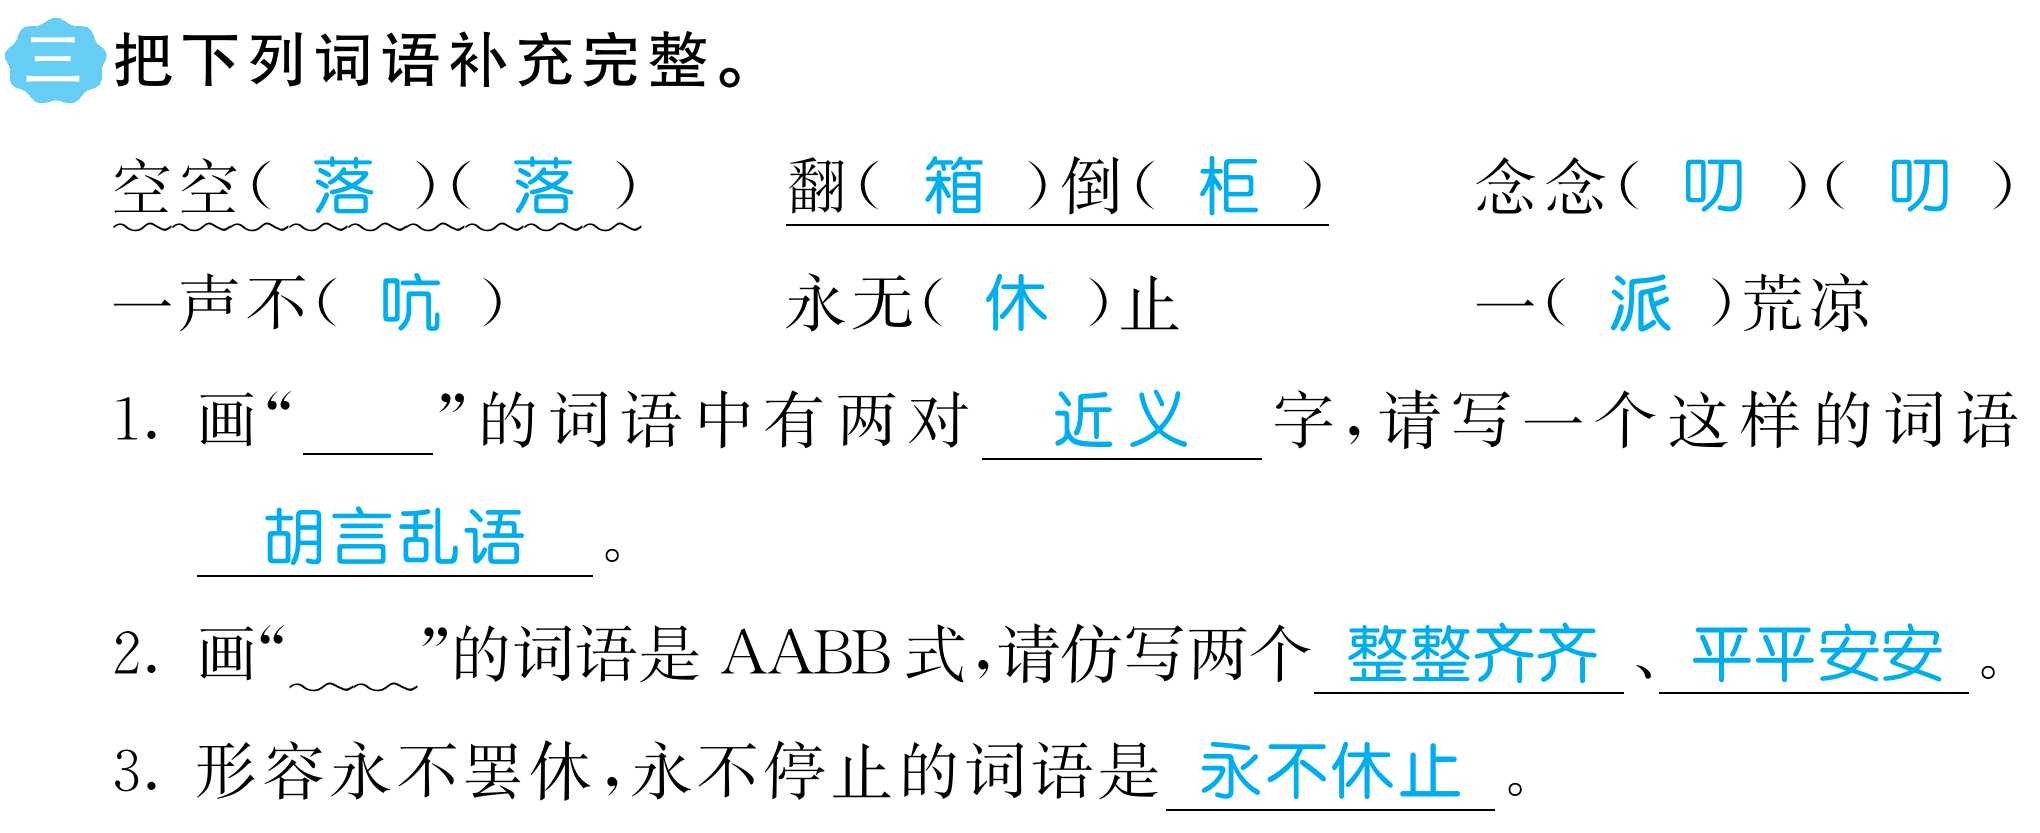 三 把下列词语补充完整。
空空( 落 )( 落 ) 翻( 箱 )倒( 柜 ) 念念( 叨 )( 叨 )
一声不( 吭 ) 永无( 休 )止 一( 派 )荒凉
1. 画“____”的词语中有两对 近义 字,请写一个这样的词语
胡言乱语 。
2. 画“﹏﹏”的词语是 AABB 式,请仿写两个 整整齐齐 、 平平安安 。
3. 形容永不罢休,永不停止的词语是 永不休止 。